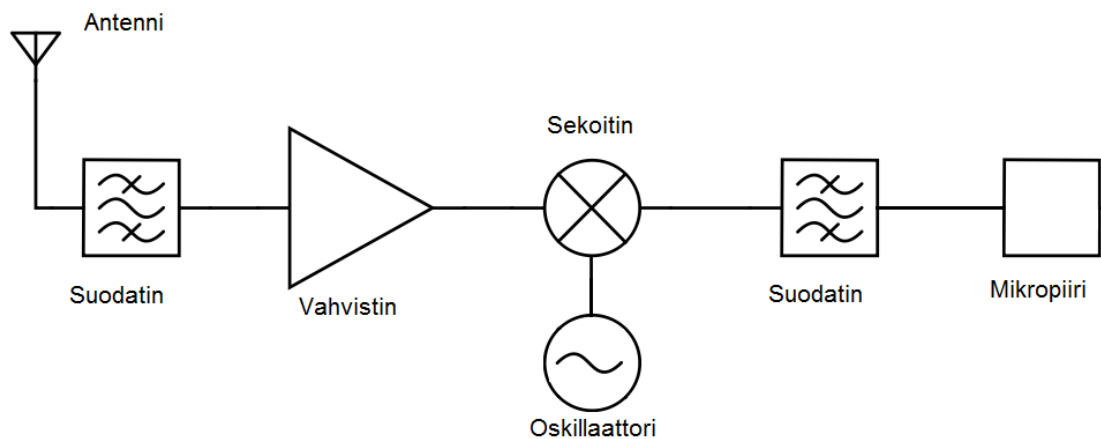 Antenni
Sekoitin
Suodatin
Vahvistin
Suodatin
Mikropiiri
Oskillaattori